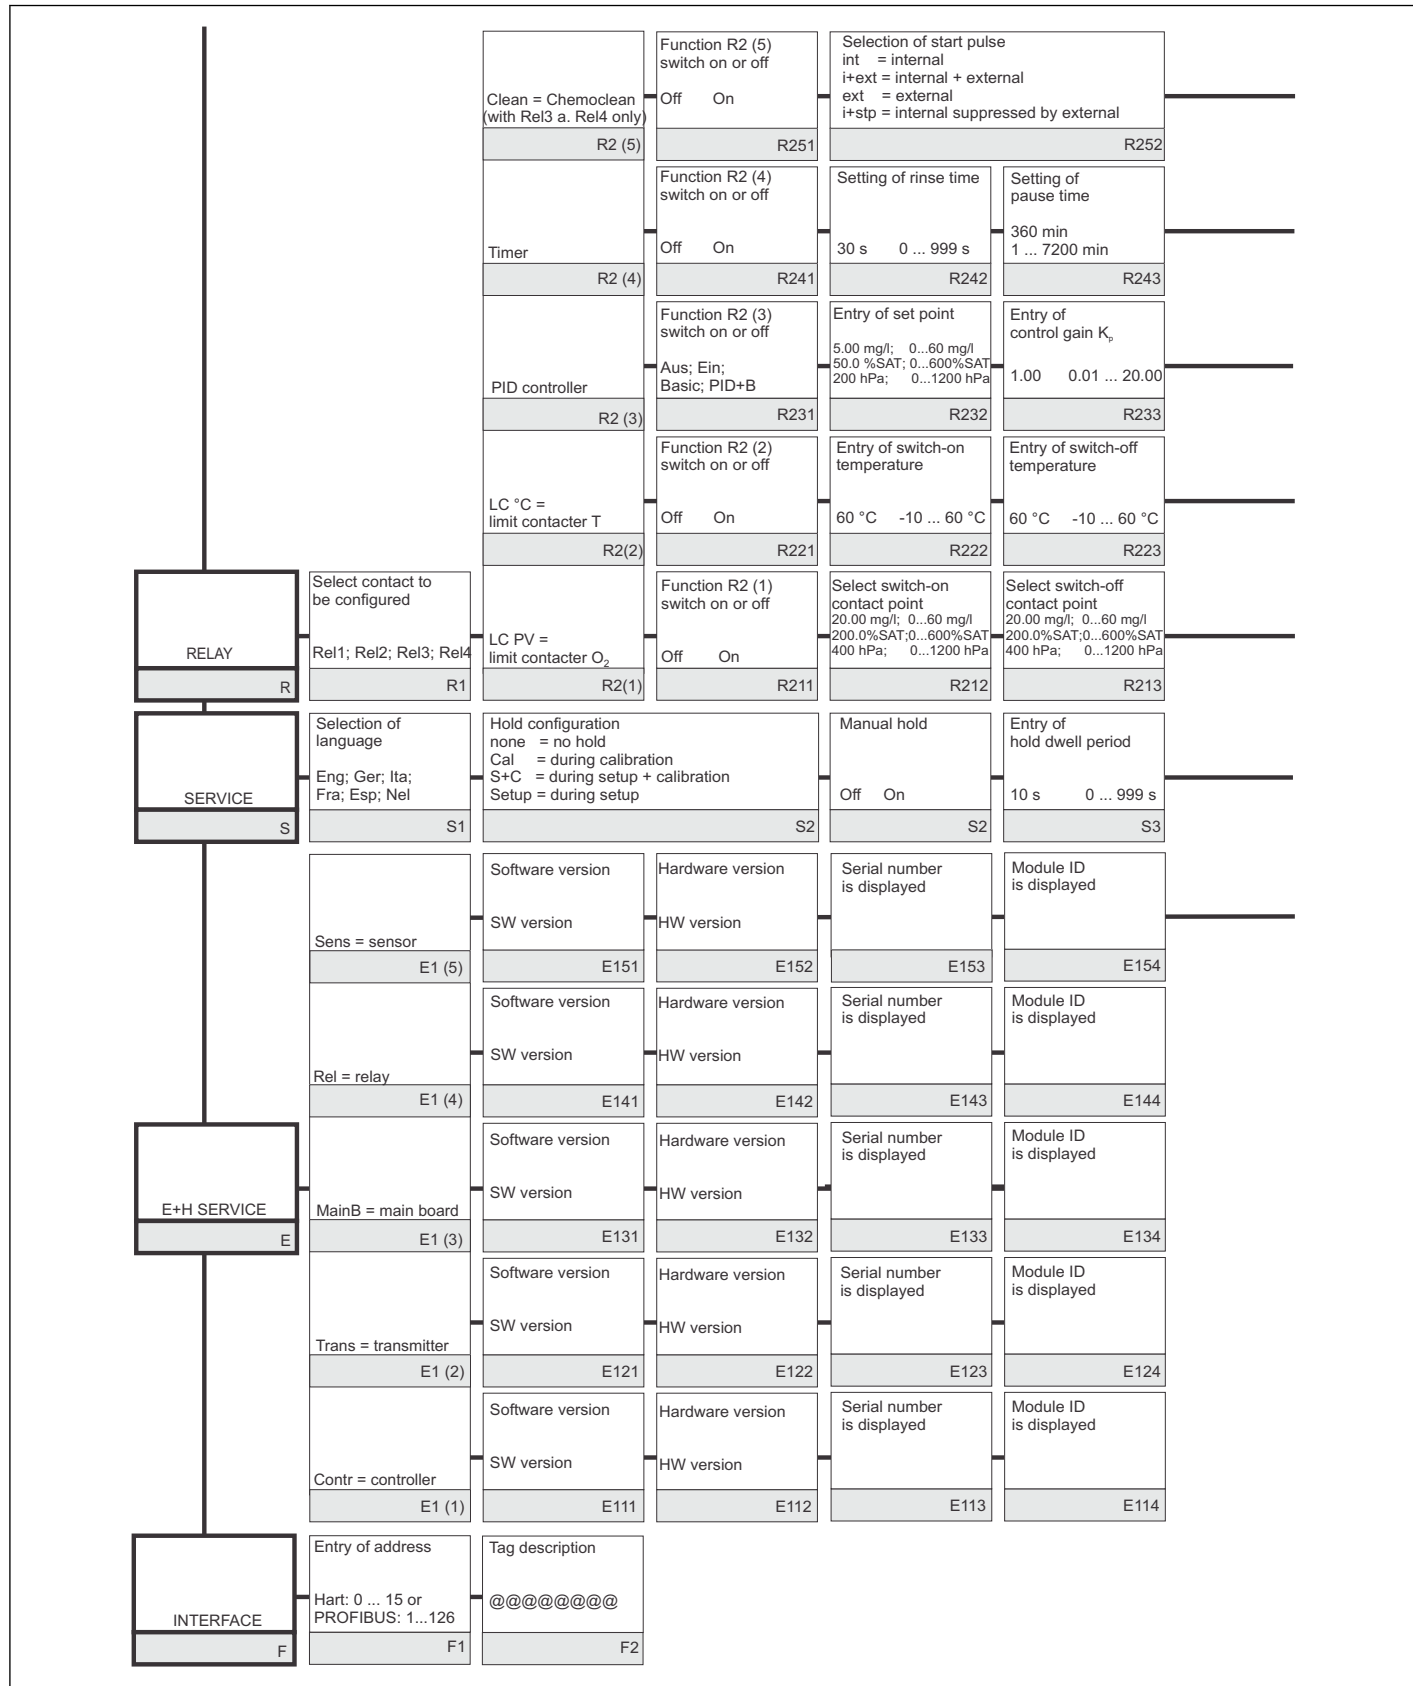 Clean = Chemoclean
(with Rel3 a. Rel4 only)
R2 (5)
Function R2 (5)
switch on or off
Off On
R251
Selection of start pulse
int = internal
i+ext = internal + external
ext = external
i+stp = internal suppressed by external
R252
Timer
R2 (4)
Function R2 (4)
switch on or off
Off On
R241
Setting of rinse time
30 s 0 ... 999 s
R242
Setting of
pause time
360 min
1 ... 7200 min
R243
PID controller
R2 (3)
Function R2 (3)
switch on or off
Aus; Ein;
Basic; PID+B
R231
Entry of set point
5.00 mg/l; 0...60 mg/l
50.0 %SAT; 0...600%SAT
200 hPa; 0...1200 hPa
R232
Entry of
control gain Kp
1.00 0.01 ... 20.00
R233
LC °C =
limit contacter T
R2(2)
Function R2 (2)
switch on or off
Off On
R221
Entry of switch-on
temperature
60 °C -10 ... 60 °C
R222
Entry of switch-off
temperature
60 °C -10 ... 60 °C
R223
RELAY
R
Select contact to
be configured
Rel1; Rel2; Rel3; Rel4
R1
LC PV =
limit contacter O2
R2(1)
Function R2 (1)
switch on or off
Off On
R211
Select switch-on
contact point
20.00 mg/l; 0...60 mg/l
200.0%SAT;0...600%SAT
400 hPa; 0...1200 hPa
R212
Select switch-off
contact point
20.00 mg/l; 0...60 mg/l
200.0%SAT;0...600%SAT
400 hPa; 0...1200 hPa
R213
SERVICE
S
Selection of
language
Eng; Ger; Ita;
Fra; Esp; Nel
S1
Hold configuration
none = no hold
Cal = during calibration
S+C = during setup + calibration
Setup = during setup
S2
Manual hold
Off On
S2
Entry of
hold dwell period
10 s 0 ... 999 s
S3
Sens = sensor
E1 (5)
Software version
SW version
E151
Hardware version
HW version
E152
Serial number
is displayed
E153
Module ID
is displayed
E154
Rel = relay
E1 (4)
Software version
SW version
E141
Hardware version
HW version
E142
Serial number
is displayed
E143
Module ID
is displayed
E144
E+H SERVICE
E
MainB = main board
E1 (3)
Software version
SW version
E131
Hardware version
HW version
E132
Serial number
is displayed
E133
Module ID
is displayed
E134
Trans = transmitter
E1 (2)
Software version
SW version
E121
Hardware version
HW version
E122
Serial number
is displayed
E123
Module ID
is displayed
E124
Contr = controller
E1 (1)
Software version
SW version
E111
Hardware version
HW version
E112
Serial number
is displayed
E113
Module ID
is displayed
E114
INTERFACE
F
Entry of address
Hart: 0 ... 15 or
PROFIBUS: 1...126
F1
Tag description
@@@@@@@@
F2